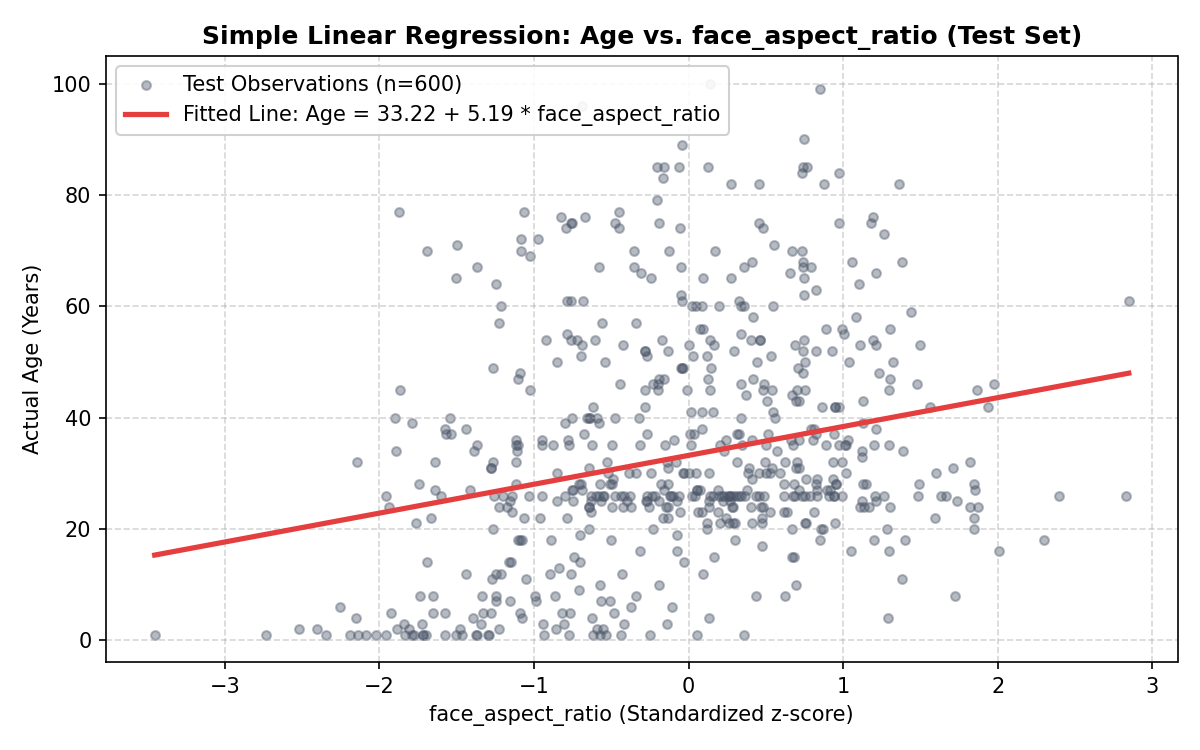 Simple Linear Regression: Age vs. face_aspect_ratio (Test Set)
Test Observations (n=600)
Fitted Line: Age = 33.22 + 5.19 * face_aspect_ratio
Actual Age (Years)
100
80
60
40
20
0
−3
−2
−1
0
1
2
3
face_aspect_ratio (Standardized z-score)